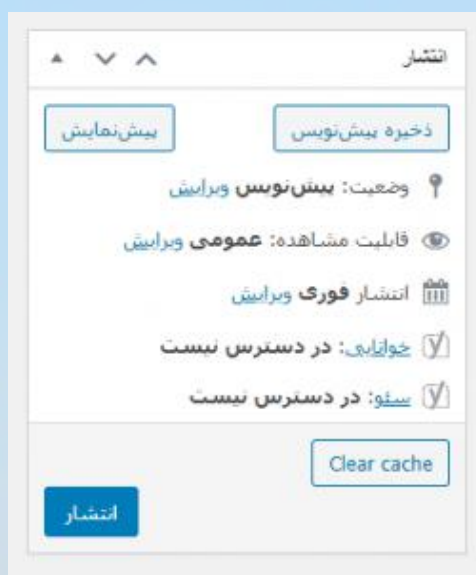 انتشار
ذخیره پیش‌نویس
پیش‌نمایش
وضعیت: پیش‌نویس ویرایش
قابلیت مشاهده: عمومی ویرایش
انتشار فوری ویرایش
خوانایی: در دسترس نیست
سئو: در دسترس نیست
Clear cache
انتشار